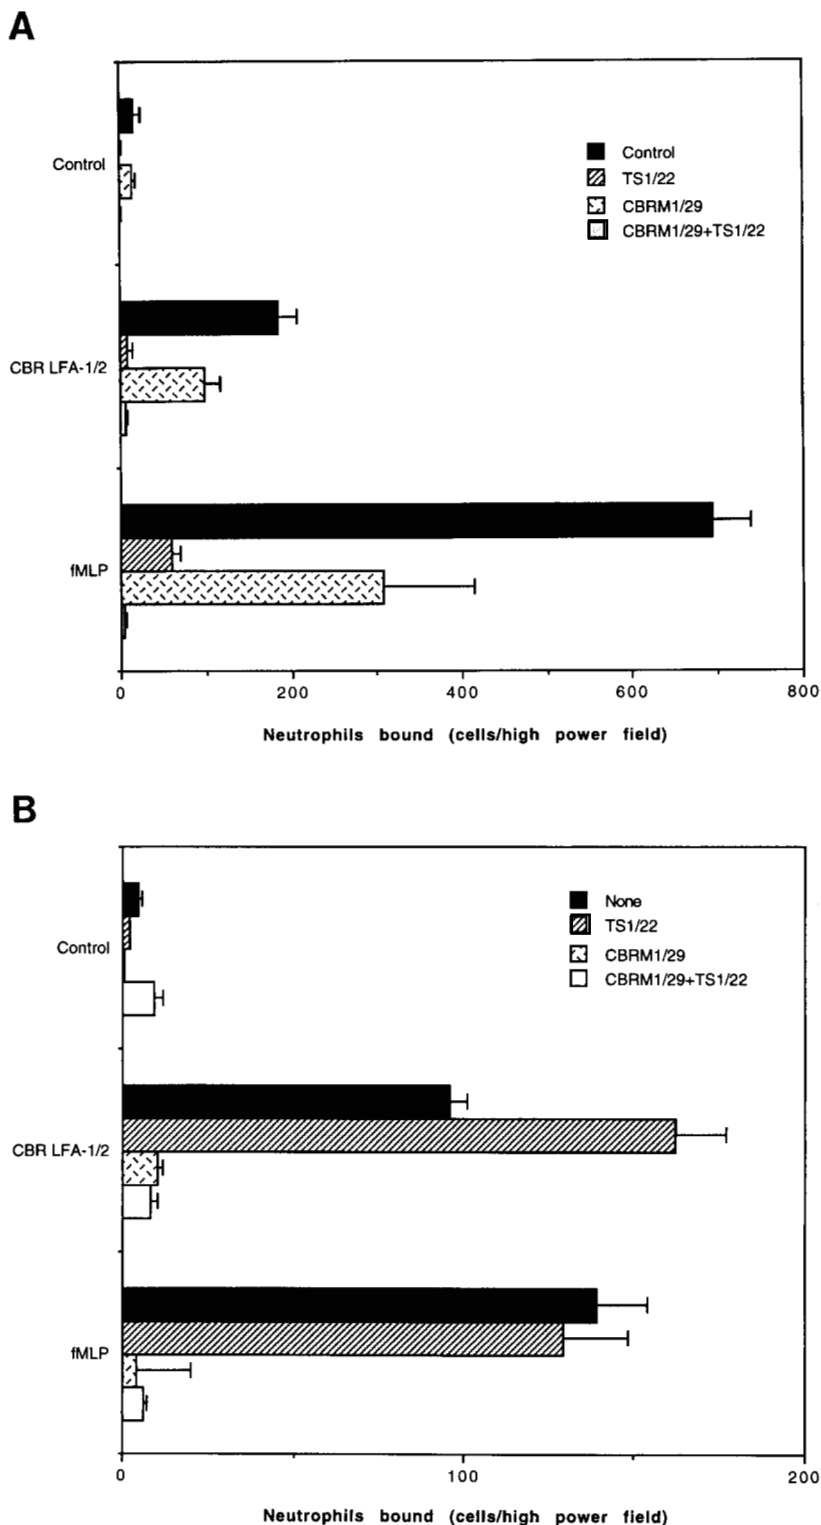 A
Control
TS1/22
CBRM1/29
CBRM1/29+TS1/22
Control
CBR LFA-1/2
fMLP
0 200 400 600 800
Neutrophils bound (cells/high power field)
B
None
TS1/22
CBRM1/29
CBRM1/29+TS1/22
Control
CBR LFA-1/2
fMLP
0 100 200
Neutrophils bound (cells/high power field)